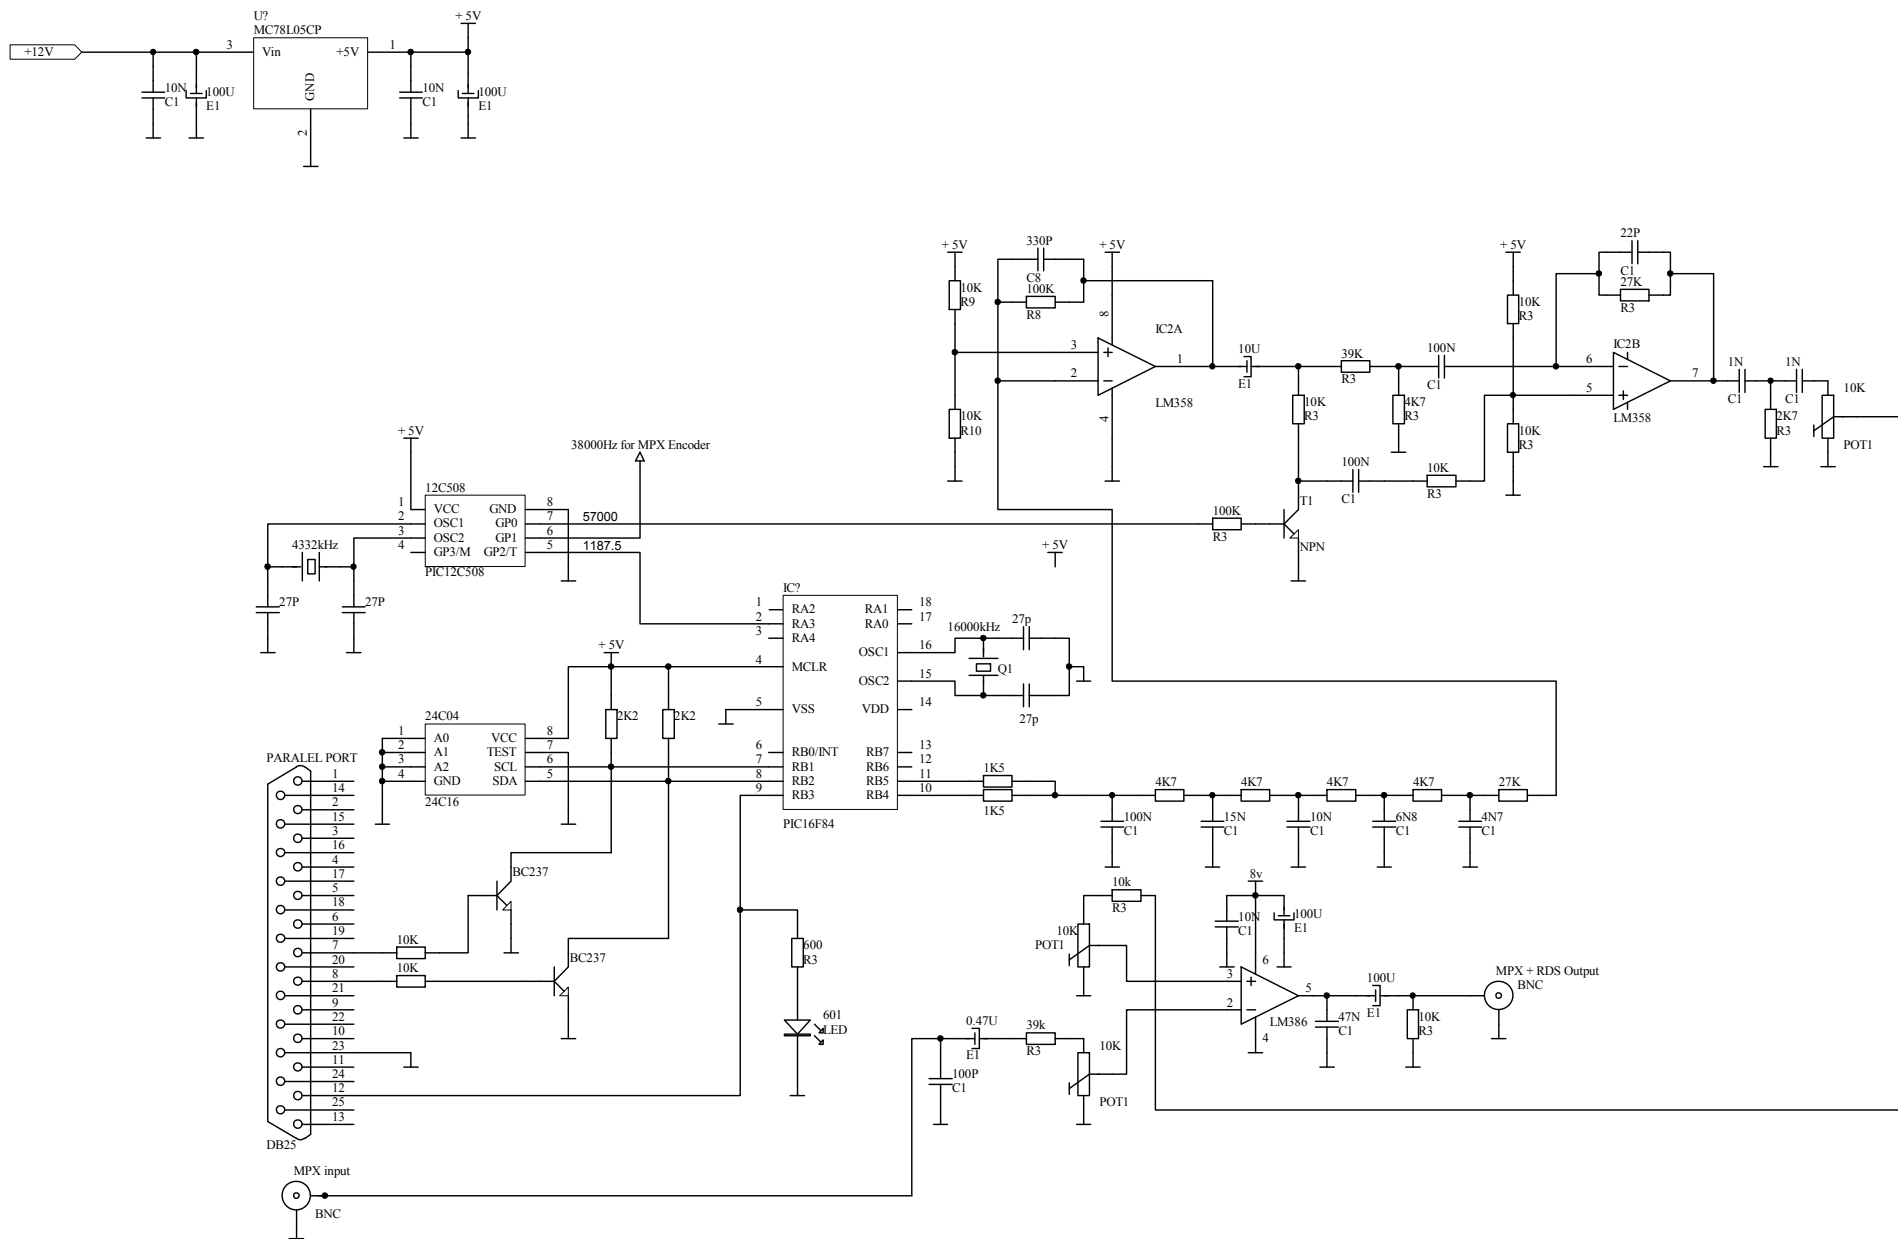 U?
MC78L05CP
+5V
+12V
3
Vin
+5V
1
GND
2
10N
C1
100U
E1
10N
C1
100U
E1
+5V
10K
R9
10K
R10
330P
C8
100K
R8
+5V
8
3
2
1
4
IC2A
LM358
10U
E1
39K
R3
10K
R3
4K7
R3
100N
C1
100N
C1
10K
R3
+5V
10K
R3
10K
R3
22P
C1
27K
R3
IC2B
6
5
7
LM358
1N
C1
1N
C1
2K7
R3
10K
POT1
+5V
38000Hz for MPX Encoder
12C508
1
2
3
4
VCC
OSC1
OSC2
GP3/M
GND
GP0
GP1
GP2/T
8
7
6
5
PIC12C508
57000
1187.5
4332kHz
27P
27P
100K
R3
T1
NPN
+5V
IC?
1
2
3
4
5
6
7
8
9
RA2
RA3
RA4
MCLR
VSS
RB0/INT
RB1
RB2
RB3
RA1
RA0
OSC1
OSC2
VDD
RB7
RB6
RB5
RB4
18
17
16
15
14
13
12
11
10
PIC16F84
16000kHz
27p
Q1
27p
+5V
2K2
2K2
24C04
1
2
3
4
A0
A1
A2
GND
VCC
TEST
SCL
SDA
8
7
6
5
24C16
1K5
1K5
4K7
4K7
4K7
4K7
27K
100N
C1
15N
C1
10N
C1
6N8
C1
4N7
C1
PARALEL PORT
1
14
2
15
3
16
4
17
5
18
6
19
7
20
8
21
9
22
10
23
11
24
12
25
13
DB25
BC237
10K
10K
BC237
600
R3
601
LED
10k
R3
10K
POT1
8v
10N
C1
100U
E1
3
2
6
5
4
LM386
47N
C1
100U
E1
10K
R3
MPX + RDS Output
BNC
0.47U
E1
39k
R3
100P
C1
10K
POT1
MPX input
BNC